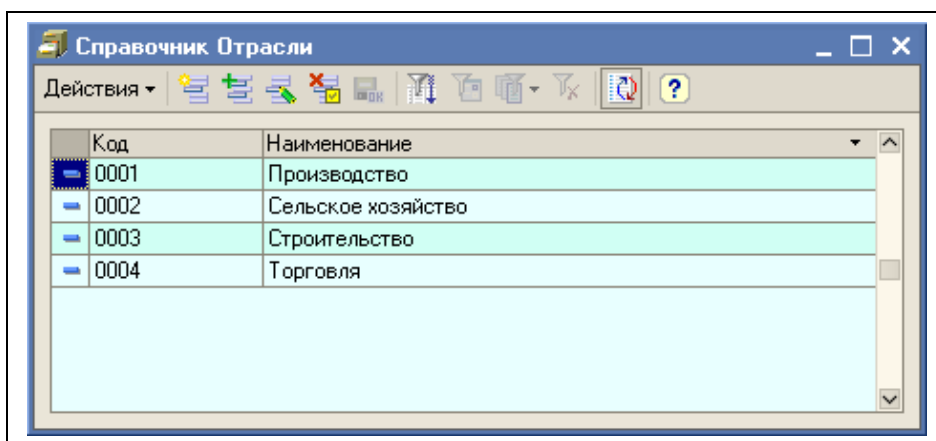 Справочник Отрасли
Действия
Код Наименование
0001 Производство
0002 Сельское хозяйство
0003 Строительство
0004 Торговля